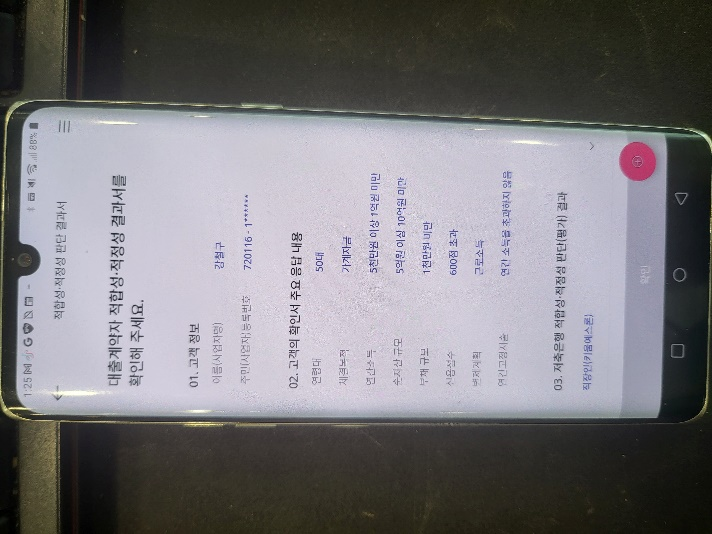 1:25
88%
적합성·적정성 판단 결과서
대출계약자 적합성·적정성 결과서를
확인해 주세요.
01. 고객 정보
이름(사업자명) 강철구
주민(사업자)등록번호 720116 - 1******
02. 고객의 확인서 주요 응답 내용
연령대 50대
대출목적 가계자금
연간소득 5천만원 이상 1억원 미만
순자산 규모 5억원 이상 10억원 미만
부채 규모 1천만원 미만
신용점수 600점 초과
변제계획 근로소득
연간고정지출 연간 소득을 초과하지 않음
03. 저축은행 적합성·적정성 판단(평가) 결과
직장인(키움예스론)
확인